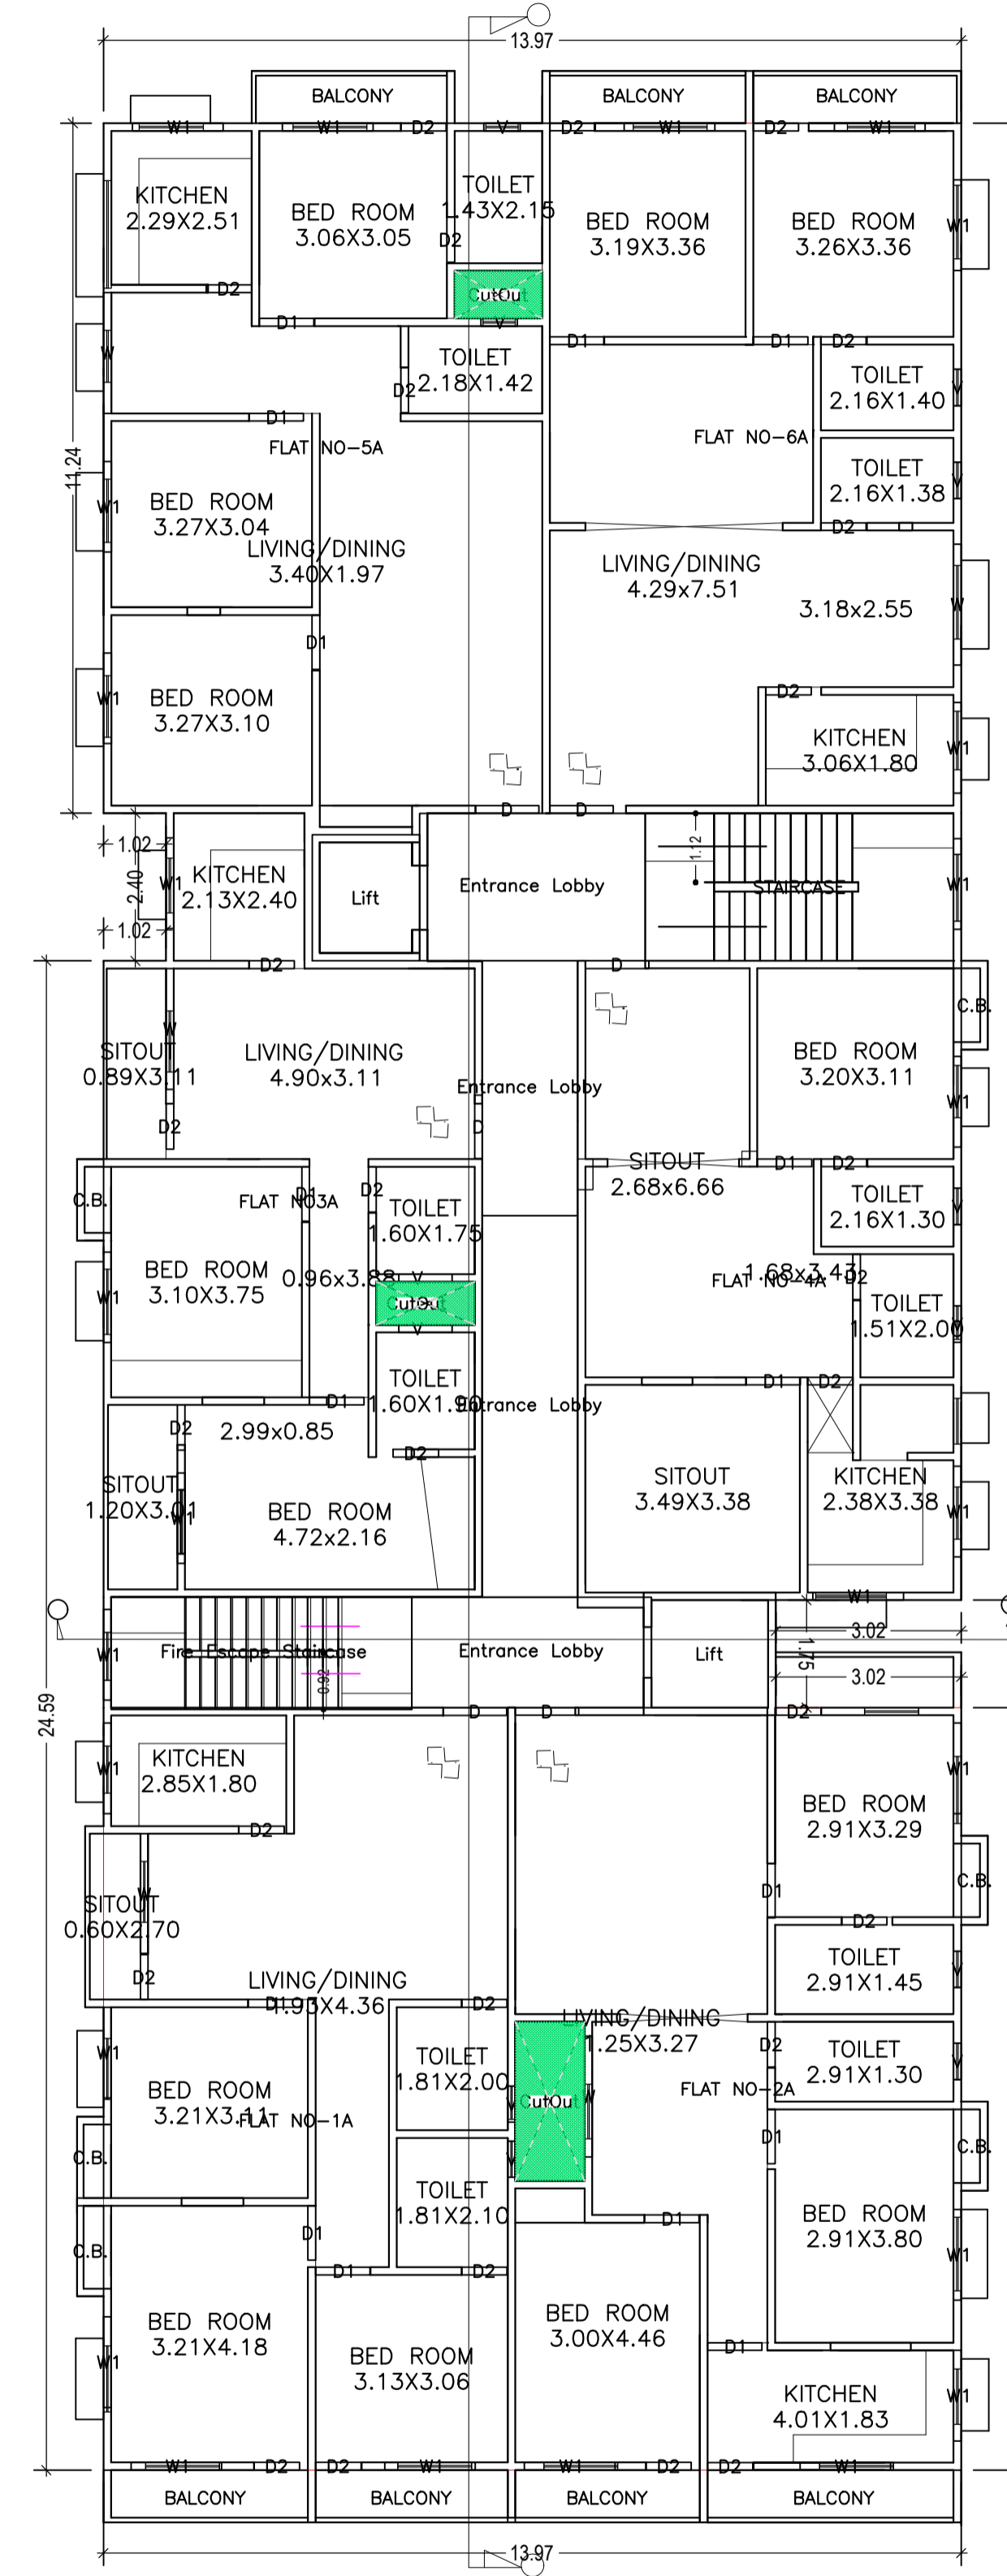 13.97
BALCONY
BALCONY
BALCONY
W1
W1
D2
V
D2
W1
D2
W1
KITCHEN
2.29X2.51
BED ROOM
3.06X3.05
TOILET
1.43X2.15
BED ROOM
3.19X3.36
BED ROOM
3.26X3.36
W1
D2
D2
CutOut
D1
V
W
TOILET
2.18X1.42
D2
D1
D1
D2
TOILET
2.16X1.40
V
D1
FLAT NO-5A
FLAT NO-6A
11.24
TOILET
2.16X1.38
V
W1
BED ROOM
3.27X3.04
D2
LIVING/DINING
3.40X1.97
LIVING/DINING
4.29x7.51
3.18x2.55
W
D1
D2
W1
BED ROOM
3.27X3.10
KITCHEN
3.06X1.80
W1
D
D
1.02
2.40
W1
KITCHEN
2.13X2.40
Lift
Entrance Lobby
1.12
STAIRCASE
W1
1.02
D2
D
C.B.
W
SITOUT
0.89X3.11
LIVING/DINING
4.90x3.11
Entrance Lobby
BED ROOM
3.20X3.11
W1
D2
D
SITOUT
2.68x6.66
D1
D2
C.B.
FLAT NO3A
D1
D2
TOILET
1.60X1.75
TOILET
2.16X1.30
V
BED ROOM
3.10X3.75
0.96x3.88
V
1.68x3.43
FLAT NO-4A
D2
W1
CutOut
V
TOILET
1.51X2.00
V
TOILET
1.60X1.90
Entrance Lobby
D1
D2
D1
D2
2.99x0.85
D2
SITOUT
1.20X3.01
W1
BED ROOM
4.72x2.16
SITOUT
3.49X3.38
KITCHEN
2.38X3.38
W1
W1
3.02
1.75
W1
Fire Escape Staircase
0.92
Entrance Lobby
Lift
3.02
24.59
D
D
D2
W1
KITCHEN
2.85X1.80
W1
D2
BED ROOM
2.91X3.29
D1
C.B.
W
SITOUT
0.60X2.70
D2
D2
TOILET
2.91X1.45
V
LIVING/DINING
1.93X4.36
D1
D2
LIVING/DINING
1.25X3.27
D2
TOILET
2.91X1.30
V
W1
TOILET
1.81X2.00
BED ROOM
3.21X3.11
FLAT NO-1A
V
CutOut
W
FLAT NO-2A
D1
C.B.
C.B.
V
TOILET
1.81X2.10
BED ROOM
2.91X3.80
D1
D1
C.B.
W1
D1
D2
BED ROOM
3.21X4.18
W1
BED ROOM
3.13X3.06
BED ROOM
3.00X4.46
D1
KITCHEN
4.01X1.83
W1
W1
D2
D2
W1
W1
D2
D2
W1
BALCONY
BALCONY
BALCONY
BALCONY
13.97